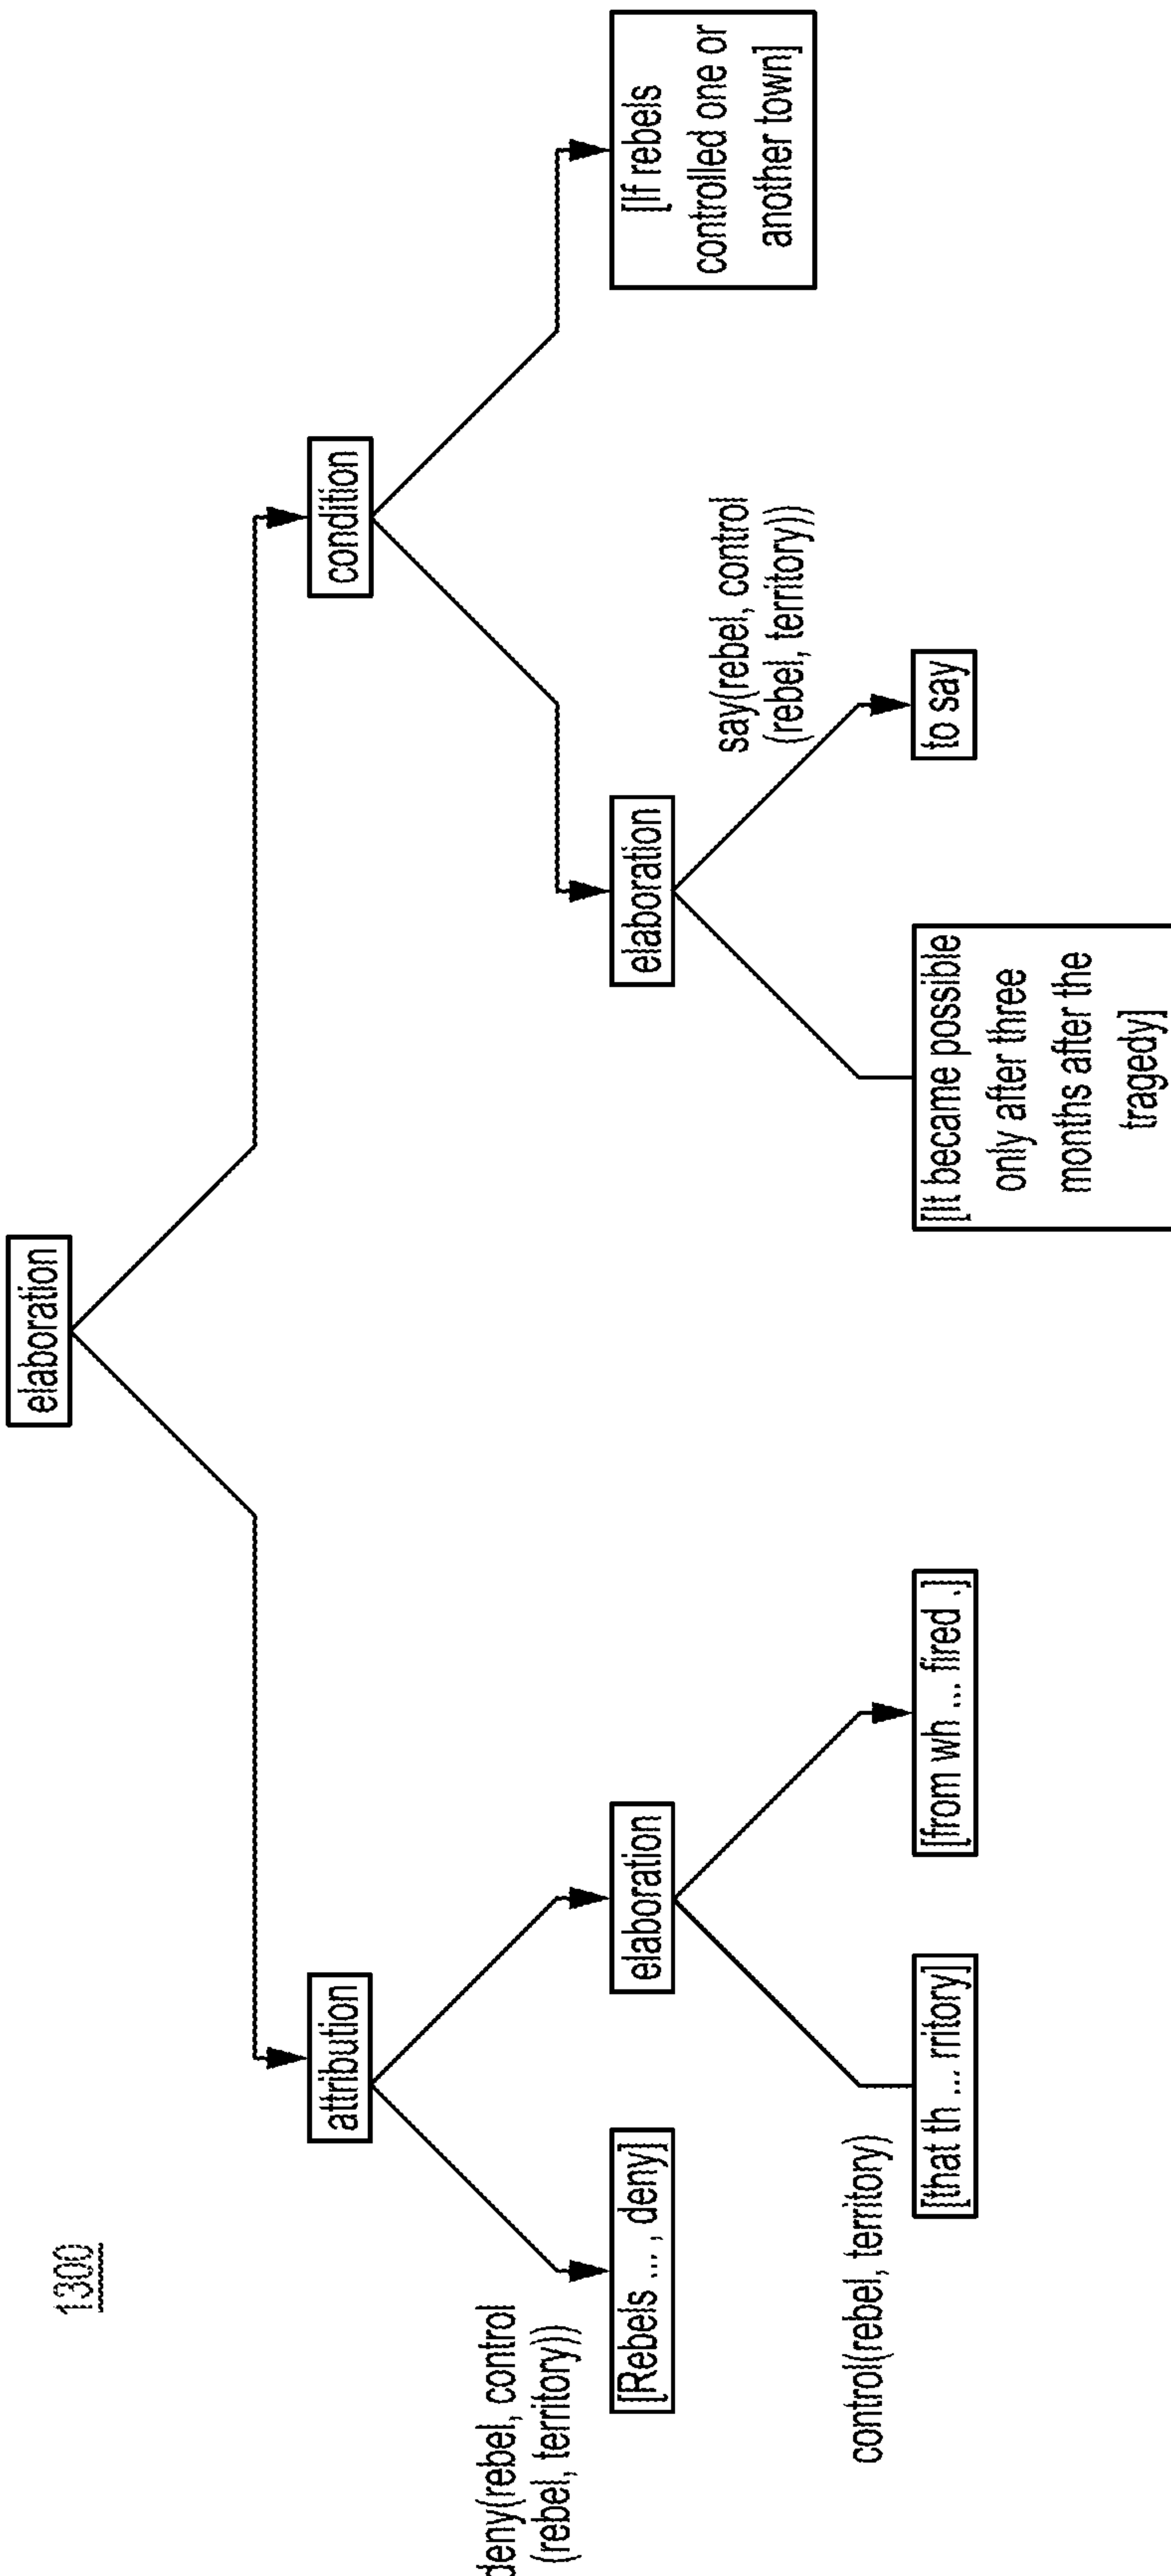 1300
elaboration
attribution
condition
deny(rebel, control
(rebel, territory))
[Rebels ... , deny]
elaboration
elaboration
[If rebels
controlled one or
another town]
control(rebel, territory)
say(rebel, control
(rebel, territory))
[that th ... rritory]
[from wh ... fired .]
[It became possible
only after three
months after the
tragedy]
to say